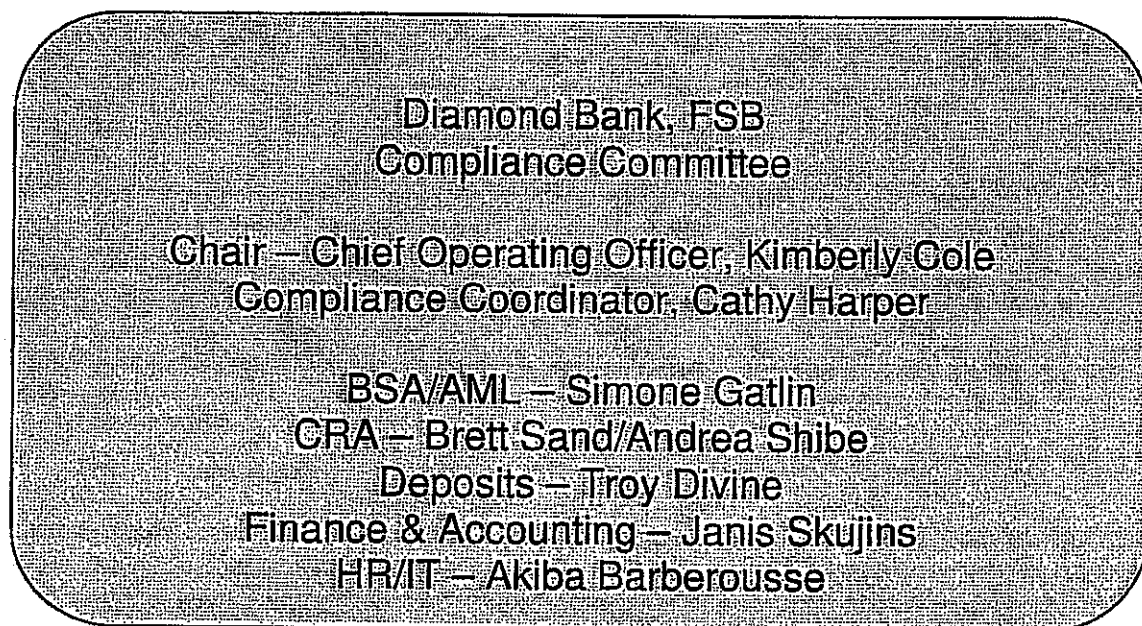 Diamond Bank, FSB
Compliance Committee
Chair – Chief Operating Officer, Kimberly Cole
Compliance Coordinator, Cathy Harper
BSA/AML – Simone Gatlin
CRA – Brett Sand/Andrea Shibe
Deposits – Troy Divine
Finance & Accounting – Janis Skujins
HR/IT – Akiba Barberousse